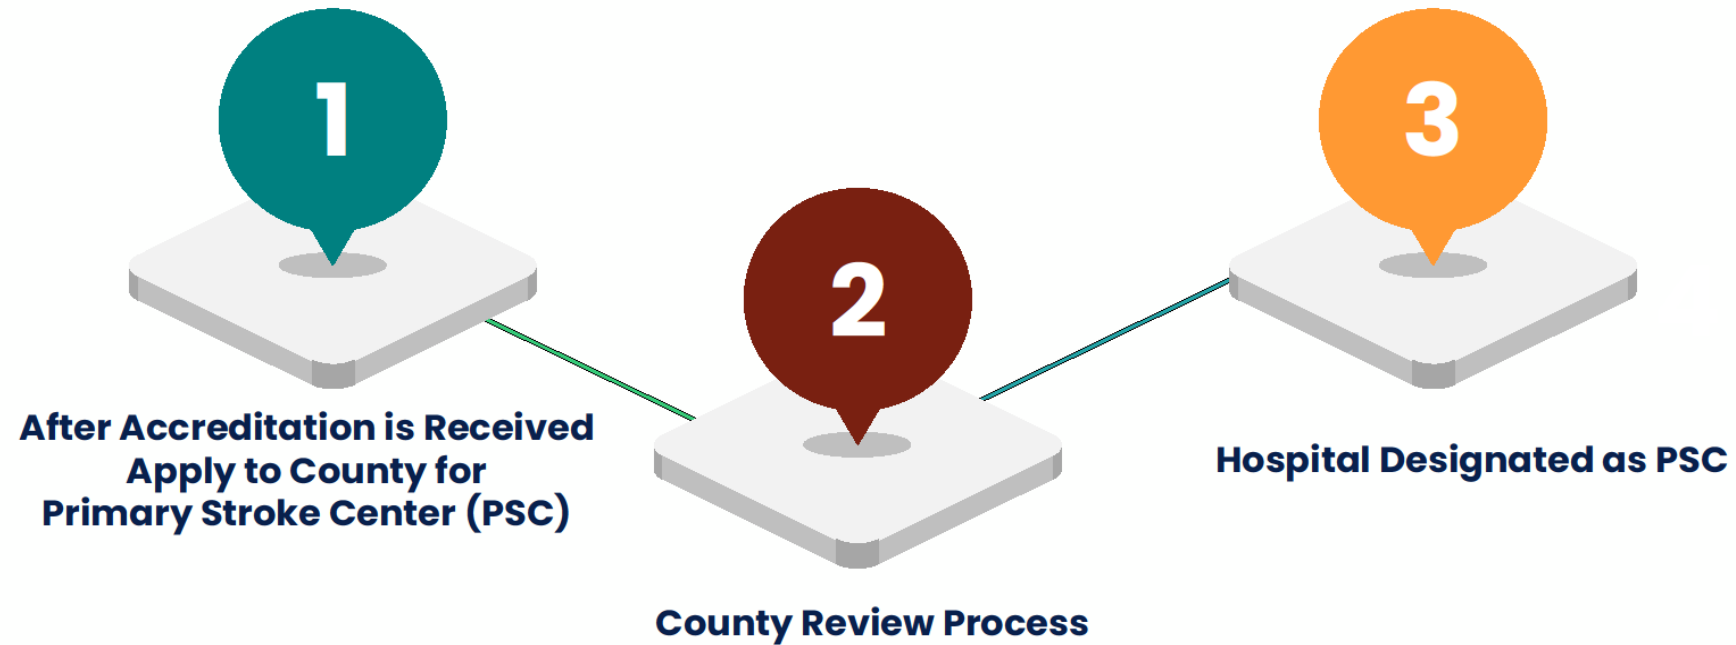 1
After Accreditation is Received
Apply to County for
Primary Stroke Center (PSC)
2
County Review Process
3
Hospital Designated as PSC